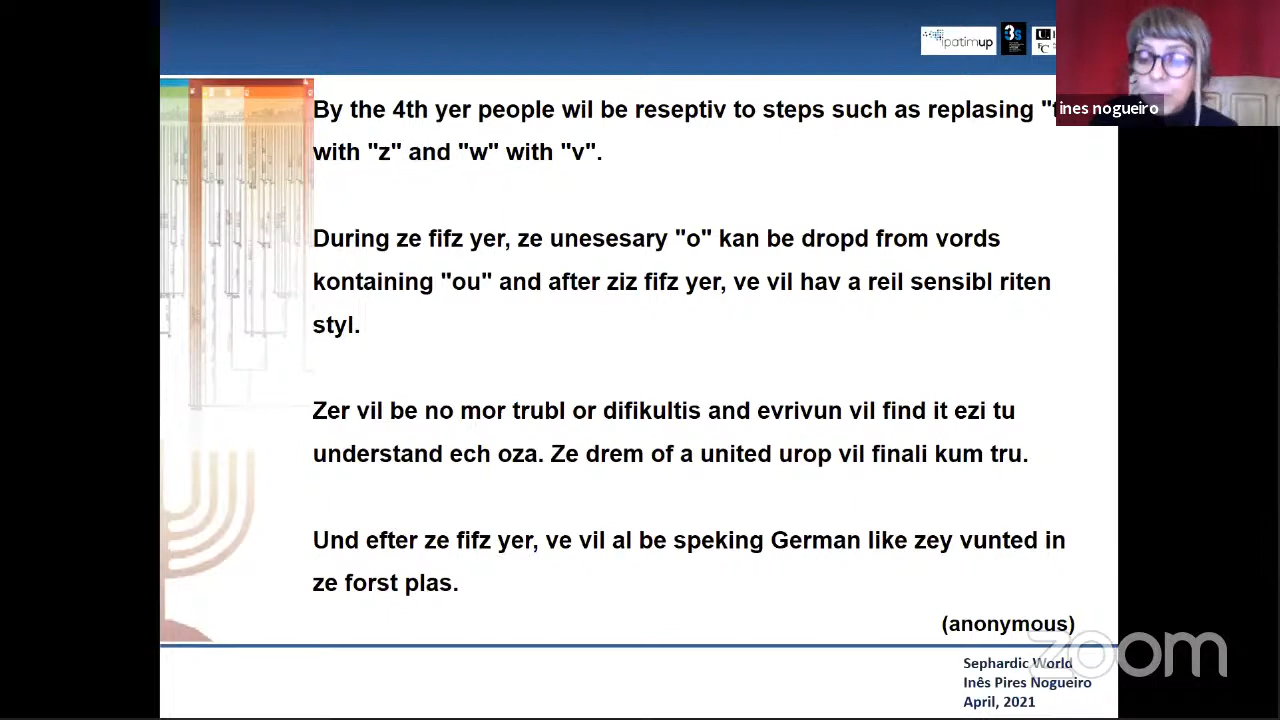 ipatimup
i3s
ines nogueiro
By the 4th yer people wil be reseptiv to steps such as replasing
with "z" and "w" with "v".
During ze fifz yer, ze unesesary "o" kan be dropd from vords
kontaining "ou" and after ziz fifz yer, ve vil hav a reil sensibl riten
styl.
Zer vil be no mor trubl or difikultis and evrivun vil find it ezi tu
understand ech oza. Ze drem of a united urop vil finali kum tru.
Und efter ze fifz yer, ve vil al be speking German like zey vunted in
ze forst plas.
(anonymous)
zoom
Sephardic World
Inês Pires Nogueiro
April, 2021